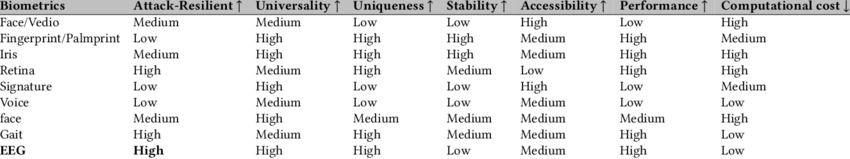 Biometrics Attack-Resilient ↑ Universality ↑ Uniqueness ↑ Stability ↑ Accessibility ↑ Performance ↑ Computational cost ↓
Face/Vedio Medium Medium Low Low High Low High
Fingerprint/Palmprint Low High High High Medium High Medium
Iris Medium High High High Medium High High
Retina High Medium High Medium Low High High
Signature Low High Low Low High Low Medium
Voice Low Medium Low Low Medium Low Low
face Medium High Medium Medium Medium Medium High
Gait High Medium High Medium Medium High Low
EEG High High High Low Medium High Low